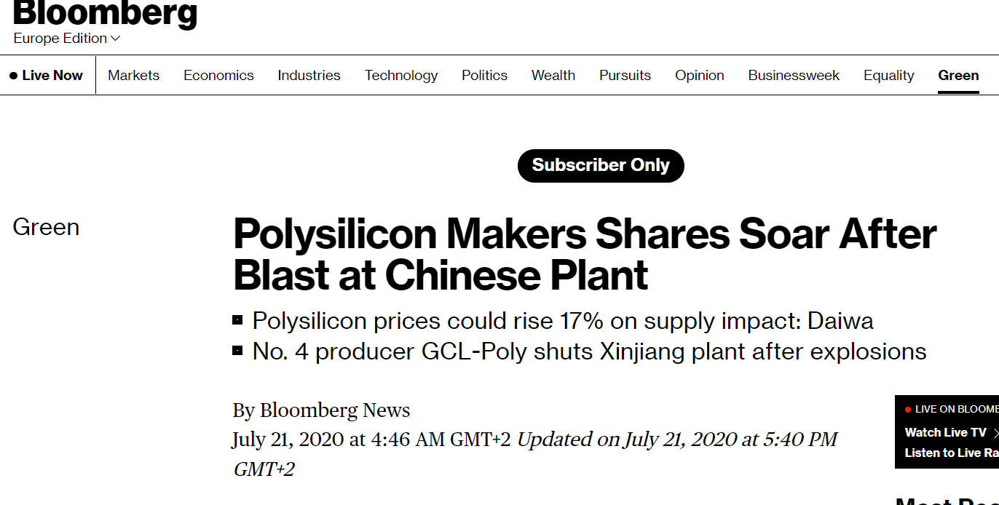 Bloomberg
Europe Edition
Live Now Markets Economics Industries Technology Politics Wealth Pursuits Opinion Businessweek Equality Green
Subscriber Only
Green
Polysilicon Makers Shares Soar After
Blast at Chinese Plant
Polysilicon prices could rise 17% on supply impact: Daiwa
No. 4 producer GCL-Poly shuts Xinjiang plant after explosions
By Bloomberg News
July 21, 2020 at 4:46 AM GMT+2 Updated on July 21, 2020 at 5:40 PM
GMT+2
LIVE ON BLOOM
Watch Live TV
Listen to Live Ra